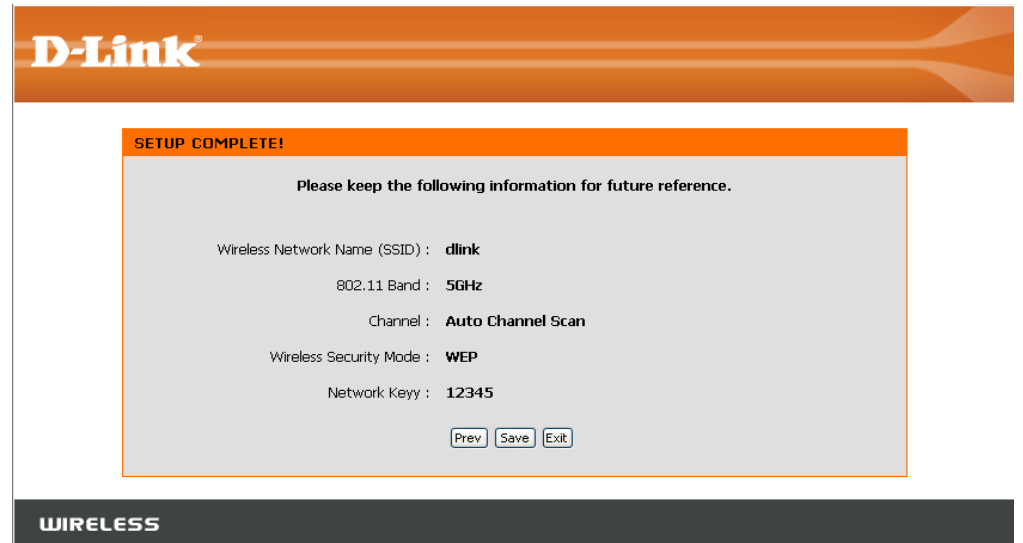 D-Link®
SETUP COMPLETE!
Please keep the following information for future reference.
Wireless Network Name (SSID) : dlink
802.11 Band : 5GHz
Channel : Auto Channel Scan
Wireless Security Mode : WEP
Network Keyy : 12345
Prev Save Exit
WIRELESS